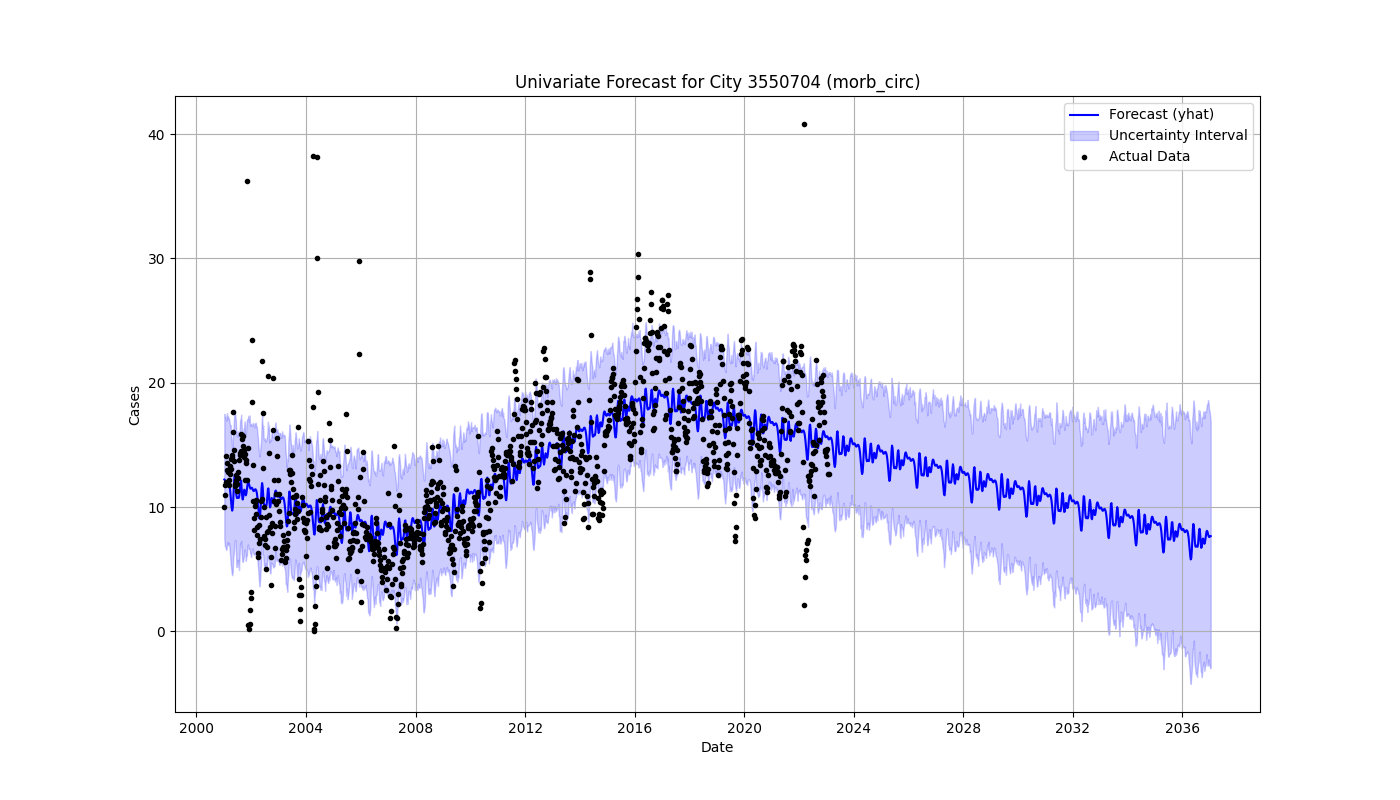 Univariate Forecast for City 3550704 (morb_circ)
Forecast (yhat)
Uncertainty Interval
Actual Data
Cases
40
30
20
10
0
2000 2004 2008 2012 2016 2020 2024 2028 2032 2036
Date